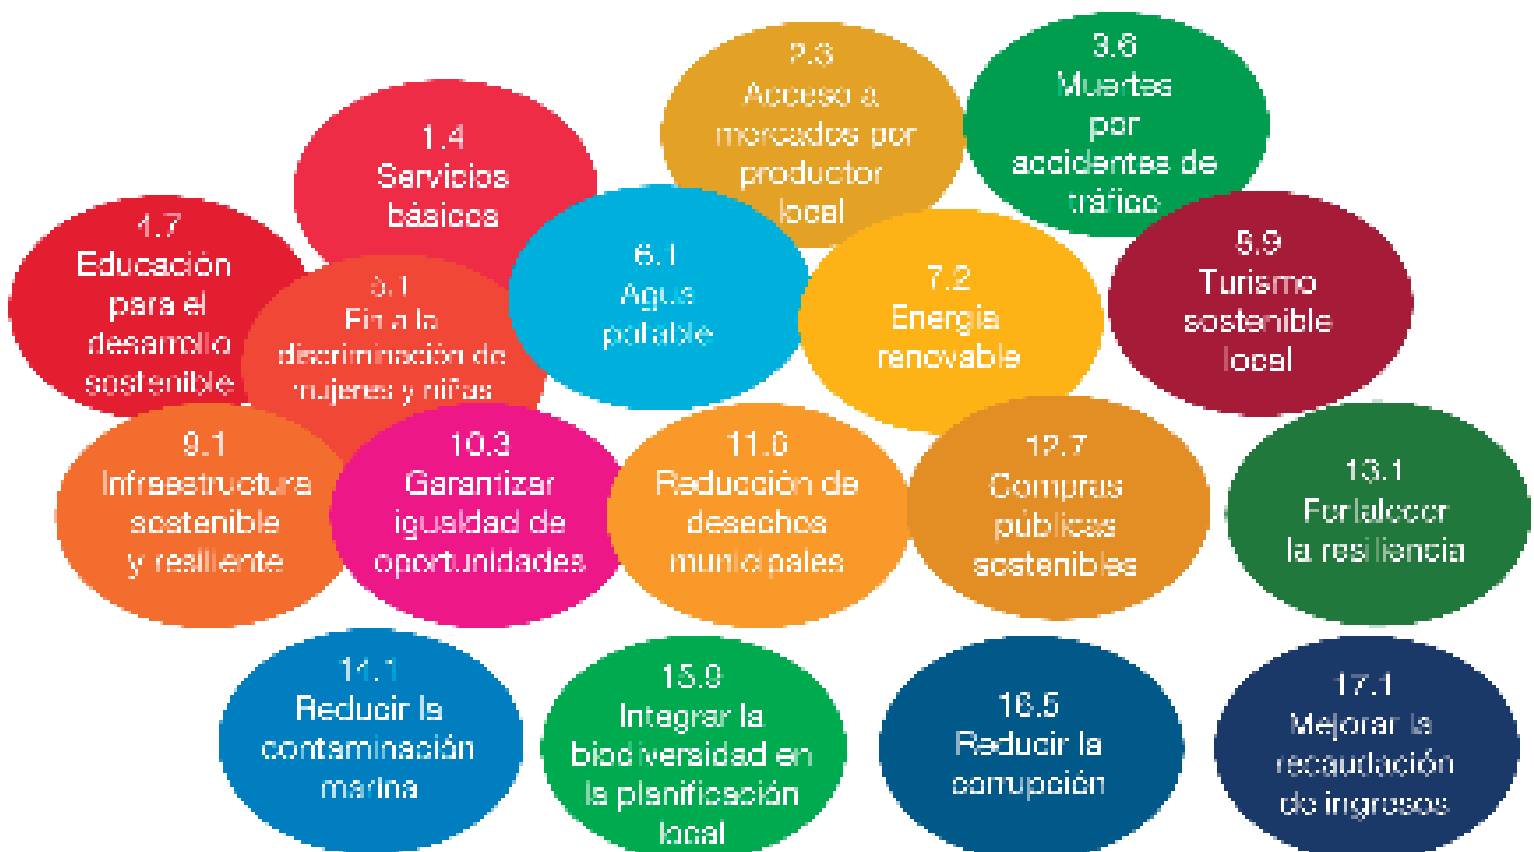 2.3
Acceso a
mercados por
productor
local
3.6
Muertes
por
accidentes de
tráfico
1.4
Servicios
básicos
4.7
Educación
para el
desarrollo
sostenible
5.1
Fin a la
discriminación de
mujeres y niñas
6.1
Agua
potable
7.2
Energía
renovable
8.9
Turismo
sostenible
local
9.1
Infraestructura
sostenible
y resiliente
10.3
Garantizar
igualdad de
oportunidades
11.6
Reducción de
desechos
municipales
12.7
Compras
públicas
sostenibles
13.1
Fortalecer
la resiliencia
14.1
Reducir la
contaminación
marina
15.9
Integrar la
biodiversidad en
la planificación
local
16.5
Reducir la
corrupción
17.1
Mejorar la
recaudación
de ingresos